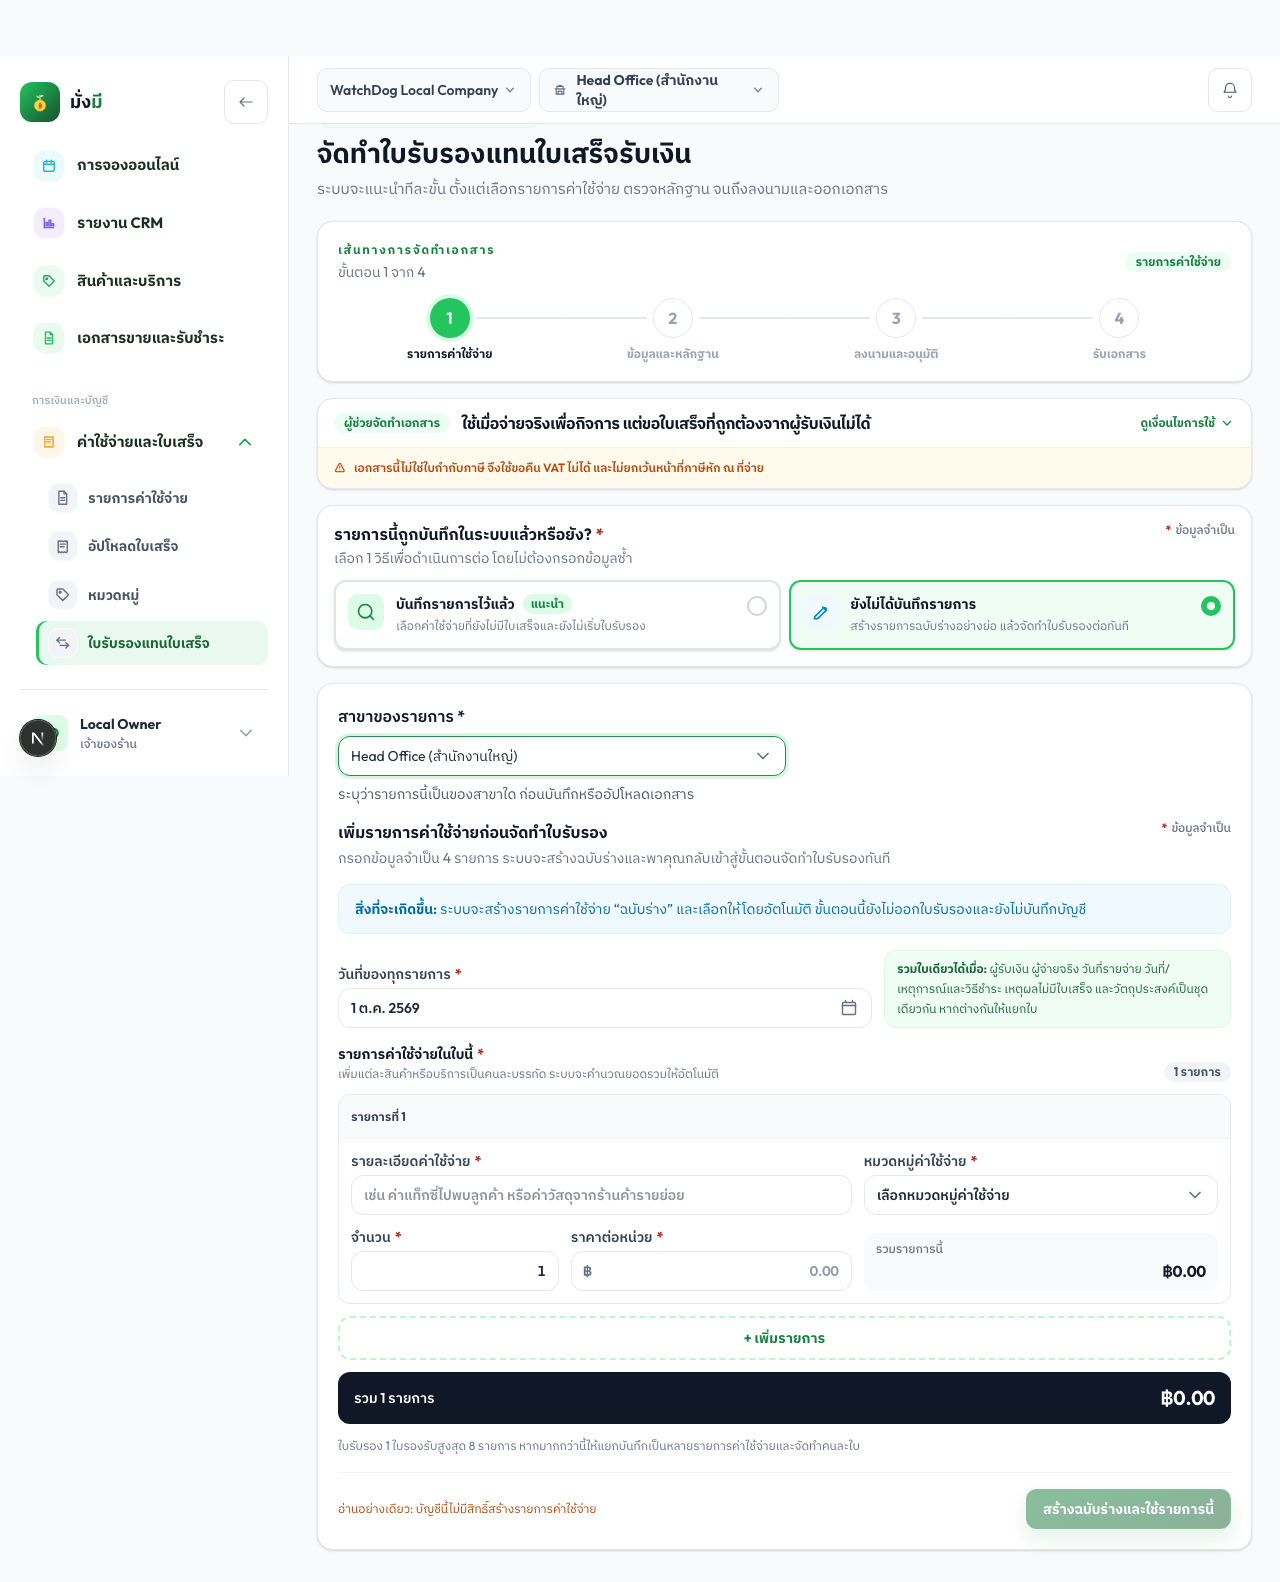 มั่งมี
การจองออนไลน์
รายงาน CRM
สินค้าและบริการ
เอกสารขายและรับชำระ
การเงินและบัญชี
ค่าใช้จ่ายและใบเสร็จ
รายการค่าใช้จ่าย
อัปโหลดใบเสร็จ
หมวดหมู่
ใบรับรองแทนใบเสร็จ
N
Local Owner
เจ้าของร้าน
WatchDog Local Company
Head Office (สำนักงาน
ใหญ่)
จัดทำใบรับรองแทนใบเสร็จรับเงิน
ระบบจะแนะนำทีละขั้น ตั้งแต่เลือกรายการค่าใช้จ่าย ตรวจหลักฐาน จนถึงลงนามและออกเอกสาร
เส้นทางการจัดทำเอกสาร
ขั้นตอน 1 จาก 4
รายการค่าใช้จ่าย
1
2
3
4
รายการค่าใช้จ่าย
ข้อมูลและหลักฐาน
ลงนามและอนุมัติ
รับเอกสาร
ผู้ช่วยจัดทำเอกสาร
ใช้เมื่อจ่ายจริงเพื่อกิจการ แต่ขอใบเสร็จที่ถูกต้องจากผู้รับเงินไม่ได้
ดูเงื่อนไขการใช้
เอกสารนี้ไม่ใช่ใบกำกับภาษี จึงใช้ขอคืน VAT ไม่ได้ และไม่ยกเว้นหน้าที่ภาษีหัก ณ ที่จ่าย
รายการนี้ถูกบันทึกในระบบแล้วหรือยัง? *
* ข้อมูลจำเป็น
เลือก 1 วิธีเพื่อดำเนินการต่อ โดยไม่ต้องกรอกข้อมูลซ้ำ
บันทึกรายการไว้แล้ว
แนะนำ
เลือกค่าใช้จ่ายที่ยังไม่มีใบเสร็จและยังไม่เริ่มใบรับรอง
ยังไม่ได้บันทึกรายการ
สร้างรายการฉบับร่างอย่างย่อ แล้วจัดทำใบรับรองต่อทันที
สาขาของรายการ *
Head Office (สำนักงานใหญ่)
ระบุว่ารายการนี้เป็นของสาขาใด ก่อนบันทึกหรืออัปโหลดเอกสาร
เพิ่มรายการค่าใช้จ่ายก่อนจัดทำใบรับรอง
* ข้อมูลจำเป็น
กรอกข้อมูลจำเป็น 4 รายการ ระบบจะสร้างฉบับร่างและพาคุณกลับเข้าสู่ขั้นตอนจัดทำใบรับรองทันที
สิ่งที่จะเกิดขึ้น: ระบบจะสร้างรายการค่าใช้จ่าย “ฉบับร่าง” และเลือกให้โดยอัตโนมัติ ขั้นตอนนี้ยังไม่ออกใบรับรองและยังไม่บันทึกบัญชี
วันที่ของทุกรายการ *
1 ต.ค. 2569
รวมใบเดียวได้เมื่อ: ผู้รับเงิน ผู้จ่ายจริง วันที่รายจ่าย วันที่/
เหตุการณ์และวิธีชำระ เหตุผลไม่มีใบเสร็จ และวัตถุประสงค์เป็นชุด
เดียวกัน หากต่างกันให้แยกใบ
รายการค่าใช้จ่ายในใบนี้ *
เพิ่มแต่ละสินค้าหรือบริการเป็นคนละบรรทัด ระบบจะคำนวณยอดรวมให้อัตโนมัติ
1 รายการ
รายการที่ 1
รายละเอียดค่าใช้จ่าย *
เช่น ค่าแท็กซี่ไปพบลูกค้า หรือค่าวัสดุจากร้านค้ารายย่อย
หมวดหมู่ค่าใช้จ่าย *
เลือกหมวดหมู่ค่าใช้จ่าย
จำนวน *
1
ราคาต่อหน่วย *
฿ 0.00
รวมรายการนี้
฿0.00
+ เพิ่มรายการ
รวม 1 รายการ
฿0.00
ใบรับรอง 1 ใบรองรับสูงสุด 8 รายการ หากมากกว่านี้ให้แยกบันทึกเป็นหลายรายการค่าใช้จ่ายและจัดทำคนละใบ
อ่านอย่างเดียว: บัญชีนี้ไม่มีสิทธิ์สร้างรายการค่าใช้จ่าย
สร้างฉบับร่างและใช้รายการนี้